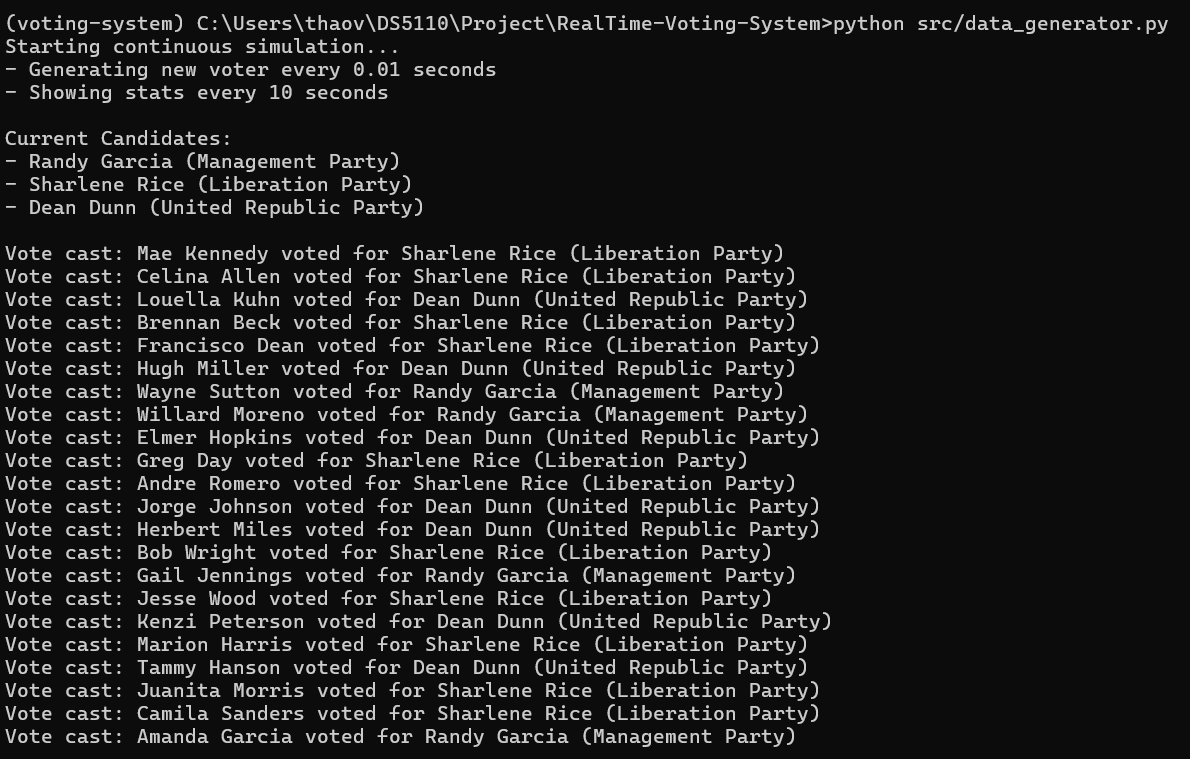 (voting-system) C:\Users\thaov\DS5110\Project\RealTime-Voting-System>python src/data_generator.py
Starting continuous simulation...
- Generating new voter every 0.01 seconds
- Showing stats every 10 seconds

Current Candidates:
- Randy Garcia (Management Party)
- Sharlene Rice (Liberation Party)
- Dean Dunn (United Republic Party)

Vote cast: Mae Kennedy voted for Sharlene Rice (Liberation Party)
Vote cast: Celina Allen voted for Sharlene Rice (Liberation Party)
Vote cast: Louella Kuhn voted for Dean Dunn (United Republic Party)
Vote cast: Brennan Beck voted for Sharlene Rice (Liberation Party)
Vote cast: Francisco Dean voted for Sharlene Rice (Liberation Party)
Vote cast: Hugh Miller voted for Dean Dunn (United Republic Party)
Vote cast: Wayne Sutton voted for Randy Garcia (Management Party)
Vote cast: Willard Moreno voted for Randy Garcia (Management Party)
Vote cast: Elmer Hopkins voted for Dean Dunn (United Republic Party)
Vote cast: Greg Day voted for Sharlene Rice (Liberation Party)
Vote cast: Andre Romero voted for Sharlene Rice (Liberation Party)
Vote cast: Jorge Johnson voted for Dean Dunn (United Republic Party)
Vote cast: Herbert Miles voted for Dean Dunn (United Republic Party)
Vote cast: Bob Wright voted for Sharlene Rice (Liberation Party)
Vote cast: Gail Jennings voted for Randy Garcia (Management Party)
Vote cast: Jesse Wood voted for Sharlene Rice (Liberation Party)
Vote cast: Kenzi Peterson voted for Dean Dunn (United Republic Party)
Vote cast: Marion Harris voted for Sharlene Rice (Liberation Party)
Vote cast: Tammy Hanson voted for Dean Dunn (United Republic Party)
Vote cast: Juanita Morris voted for Sharlene Rice (Liberation Party)
Vote cast: Camila Sanders voted for Sharlene Rice (Liberation Party)
Vote cast: Amanda Garcia voted for Randy Garcia (Management Party)